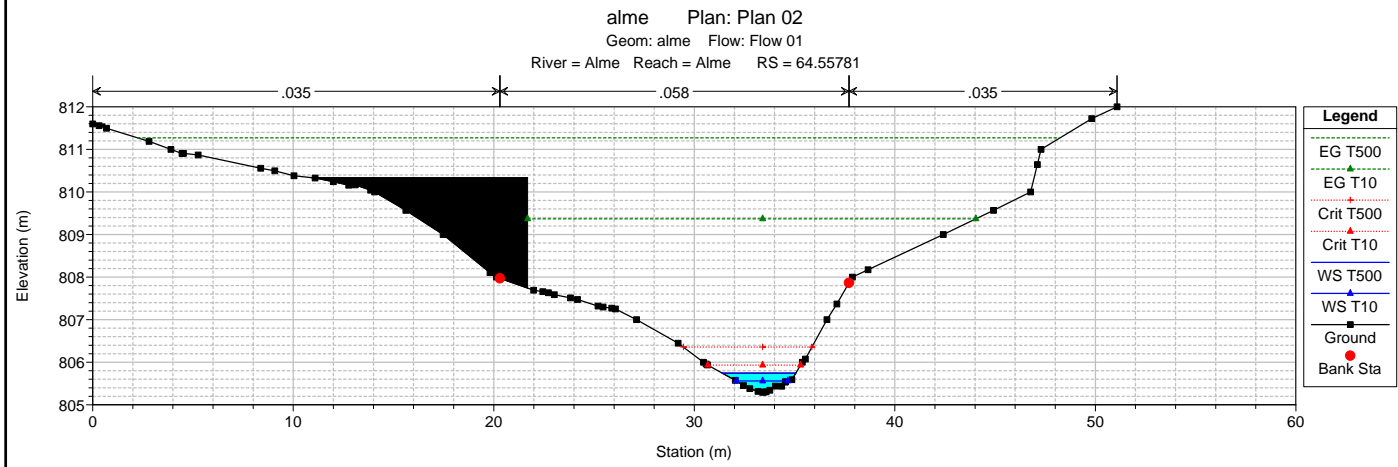 alme Plan: Plan 02
Geom: alme Flow: Flow 01
River = Alme Reach = Alme RS = 64.55781
.035 .058 .035
812
811
810
809
808
807
806
805
Elevation (m)
0 10 20 30 40 50 60
Station (m)
Legend
EG T500
EG T10
Crit T500
Crit T10
WS T500
WS T10
Ground
Bank Sta